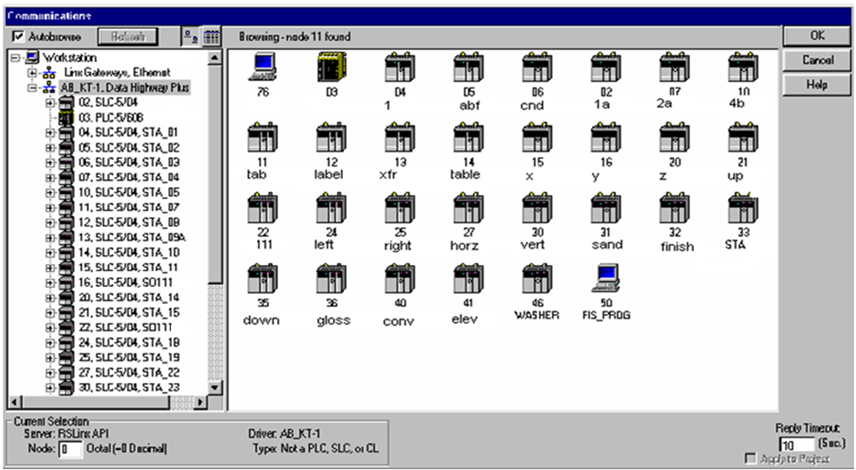 Communications
Autobrowse
Refresh
Browsing - node 11 found
OK
Cancel
Help
Workstation
Linx Gateways, Ethernet
AB_KT-1, Data Highway Plus
02, SLC-5/04
03, PLC-5/60B
04, SLC-5/04, STA_01
05, SLC-5/04, STA_02
06, SLC-5/04, STA_03
07, SLC-5/04, STA_04
10, SLC-5/04, STA_05
11, SLC-5/04, STA_07
12, SLC-5/04, STA_08
13, SLC-5/04, STA_09A
14, SLC-5/04, STA_10
15, SLC-5/04, STA_11
16, SLC-5/04, S0111
20, SLC-5/04, STA_14
21, SLC-5/04, STA_15
22, SLC-5/04, S0111
24, SLC-5/04, STA_18
25, SLC-5/04, STA_19
27, SLC-5/04, STA_22
30, SLC-5/04, STA_23
76 03 04 05 06 02 07 10
1 abf cnd 1a 2a 4b
11 12 13 14 15 16 20 21
tab label xfr table x y z up
22 24 25 27 30 31 32 33
111 left right horz vert sand finish STA
35 36 40 41 46 50
down gloss conv elev WASHER FIS_PROG
Current Selection
Server: RSLinx API
Driver: AB_KT-1
Node: 0 Octal (=0 Decimal)
Type: Not a PLC, SLC, or CL
Reply Timeout:
10 (Sec.)
Apply to Project